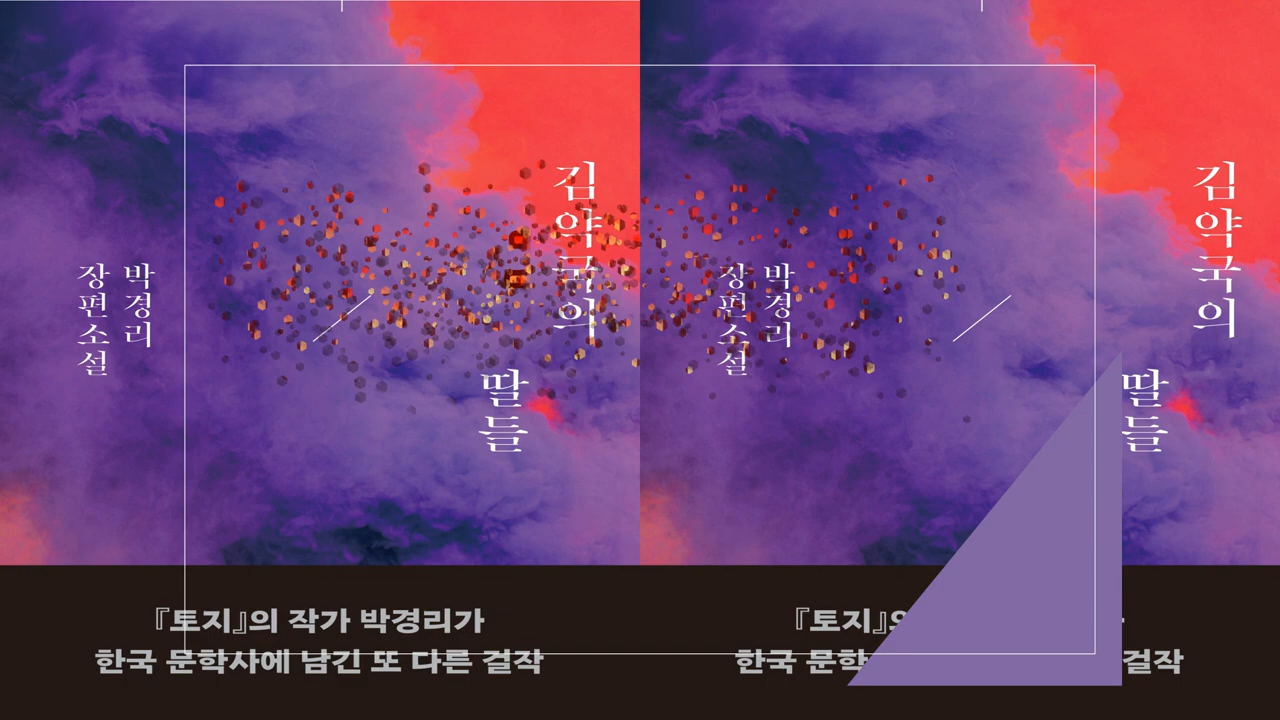 김약국의
딸들
박경리
장편소설
『토지』의 작가 박경리가
한국 문학사에 남긴 또 다른 걸작
김약국의
딸들
박경리
장편소설
『토지』의
한국 문학
걸작